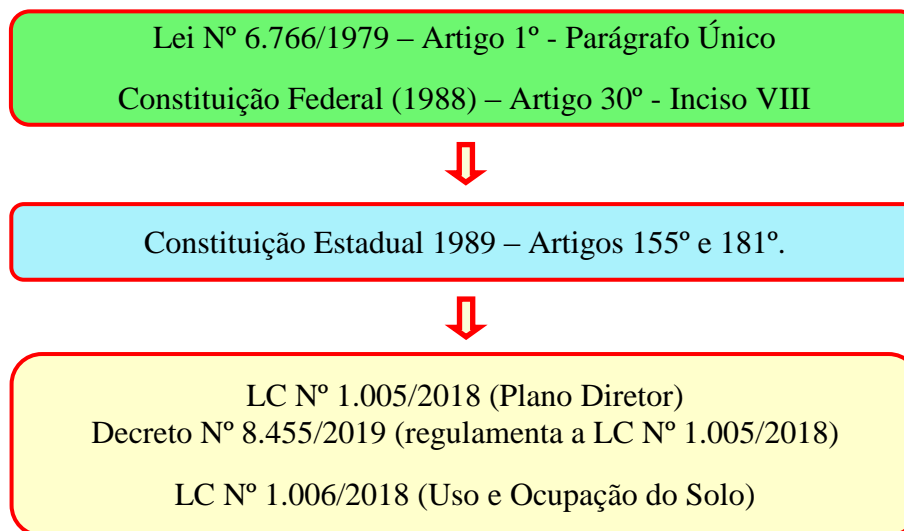 Lei Nº 6.766/1979 – Artigo 1º - Parágrafo Único
Constituição Federal (1988) – Artigo 30º - Inciso VIII
Constituição Estadual 1989 – Artigos 155º e 181º.
LC Nº 1.005/2018 (Plano Diretor)
Decreto Nº 8.455/2019 (regulamenta a LC Nº 1.005/2018)
LC Nº 1.006/2018 (Uso e Ocupação do Solo)